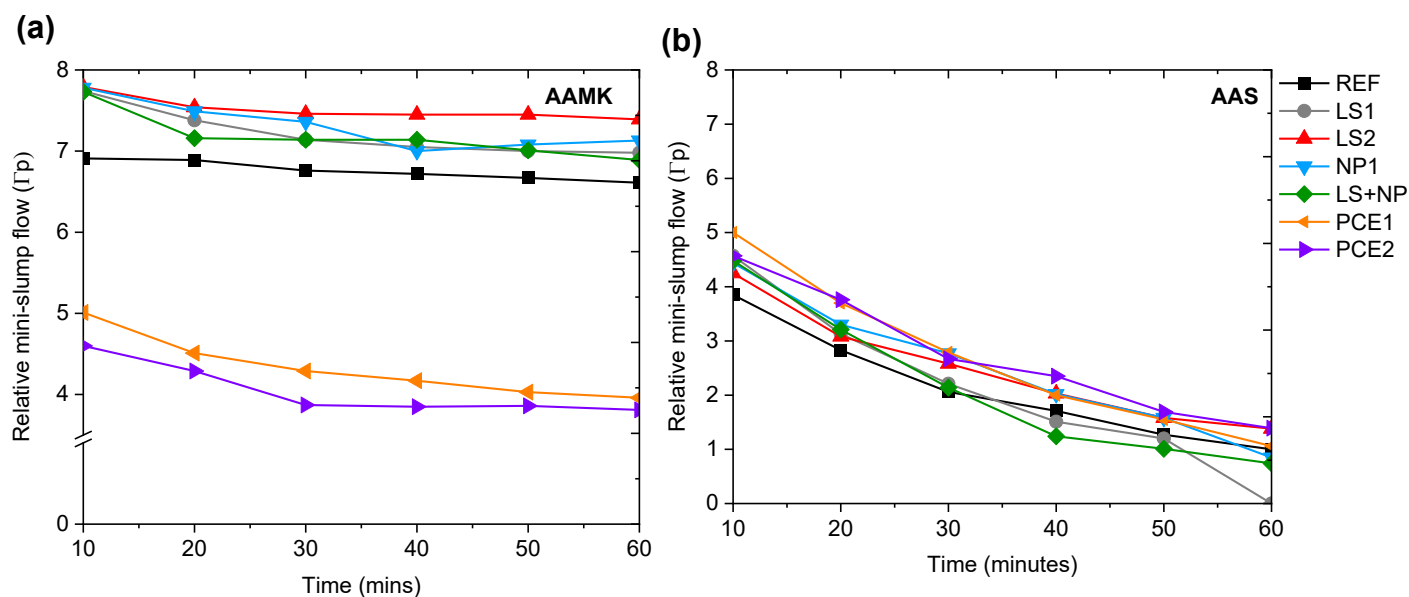 (a)
8
7
6
5
4
0
10 20 30 40 50 60
Relative mini-slump flow (Γp)
Time (mins)
AAMK
(b)
8
7
6
5
4
3
2
1
0
10 20 30 40 50 60
Relative mini-slump flow (Γp)
Time (minutes)
AAS
REF
LS1
LS2
NP1
LS+NP
PCE1
PCE2